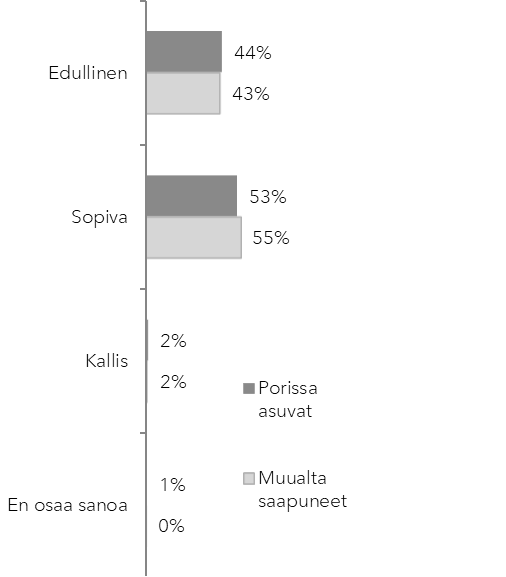 Edullinen
44%
43%
Sopiva
53%
55%
Kallis
2%
2%
Porissa
asuvat
En osaa sanoa
1%
0%
Muualta
saapuneet